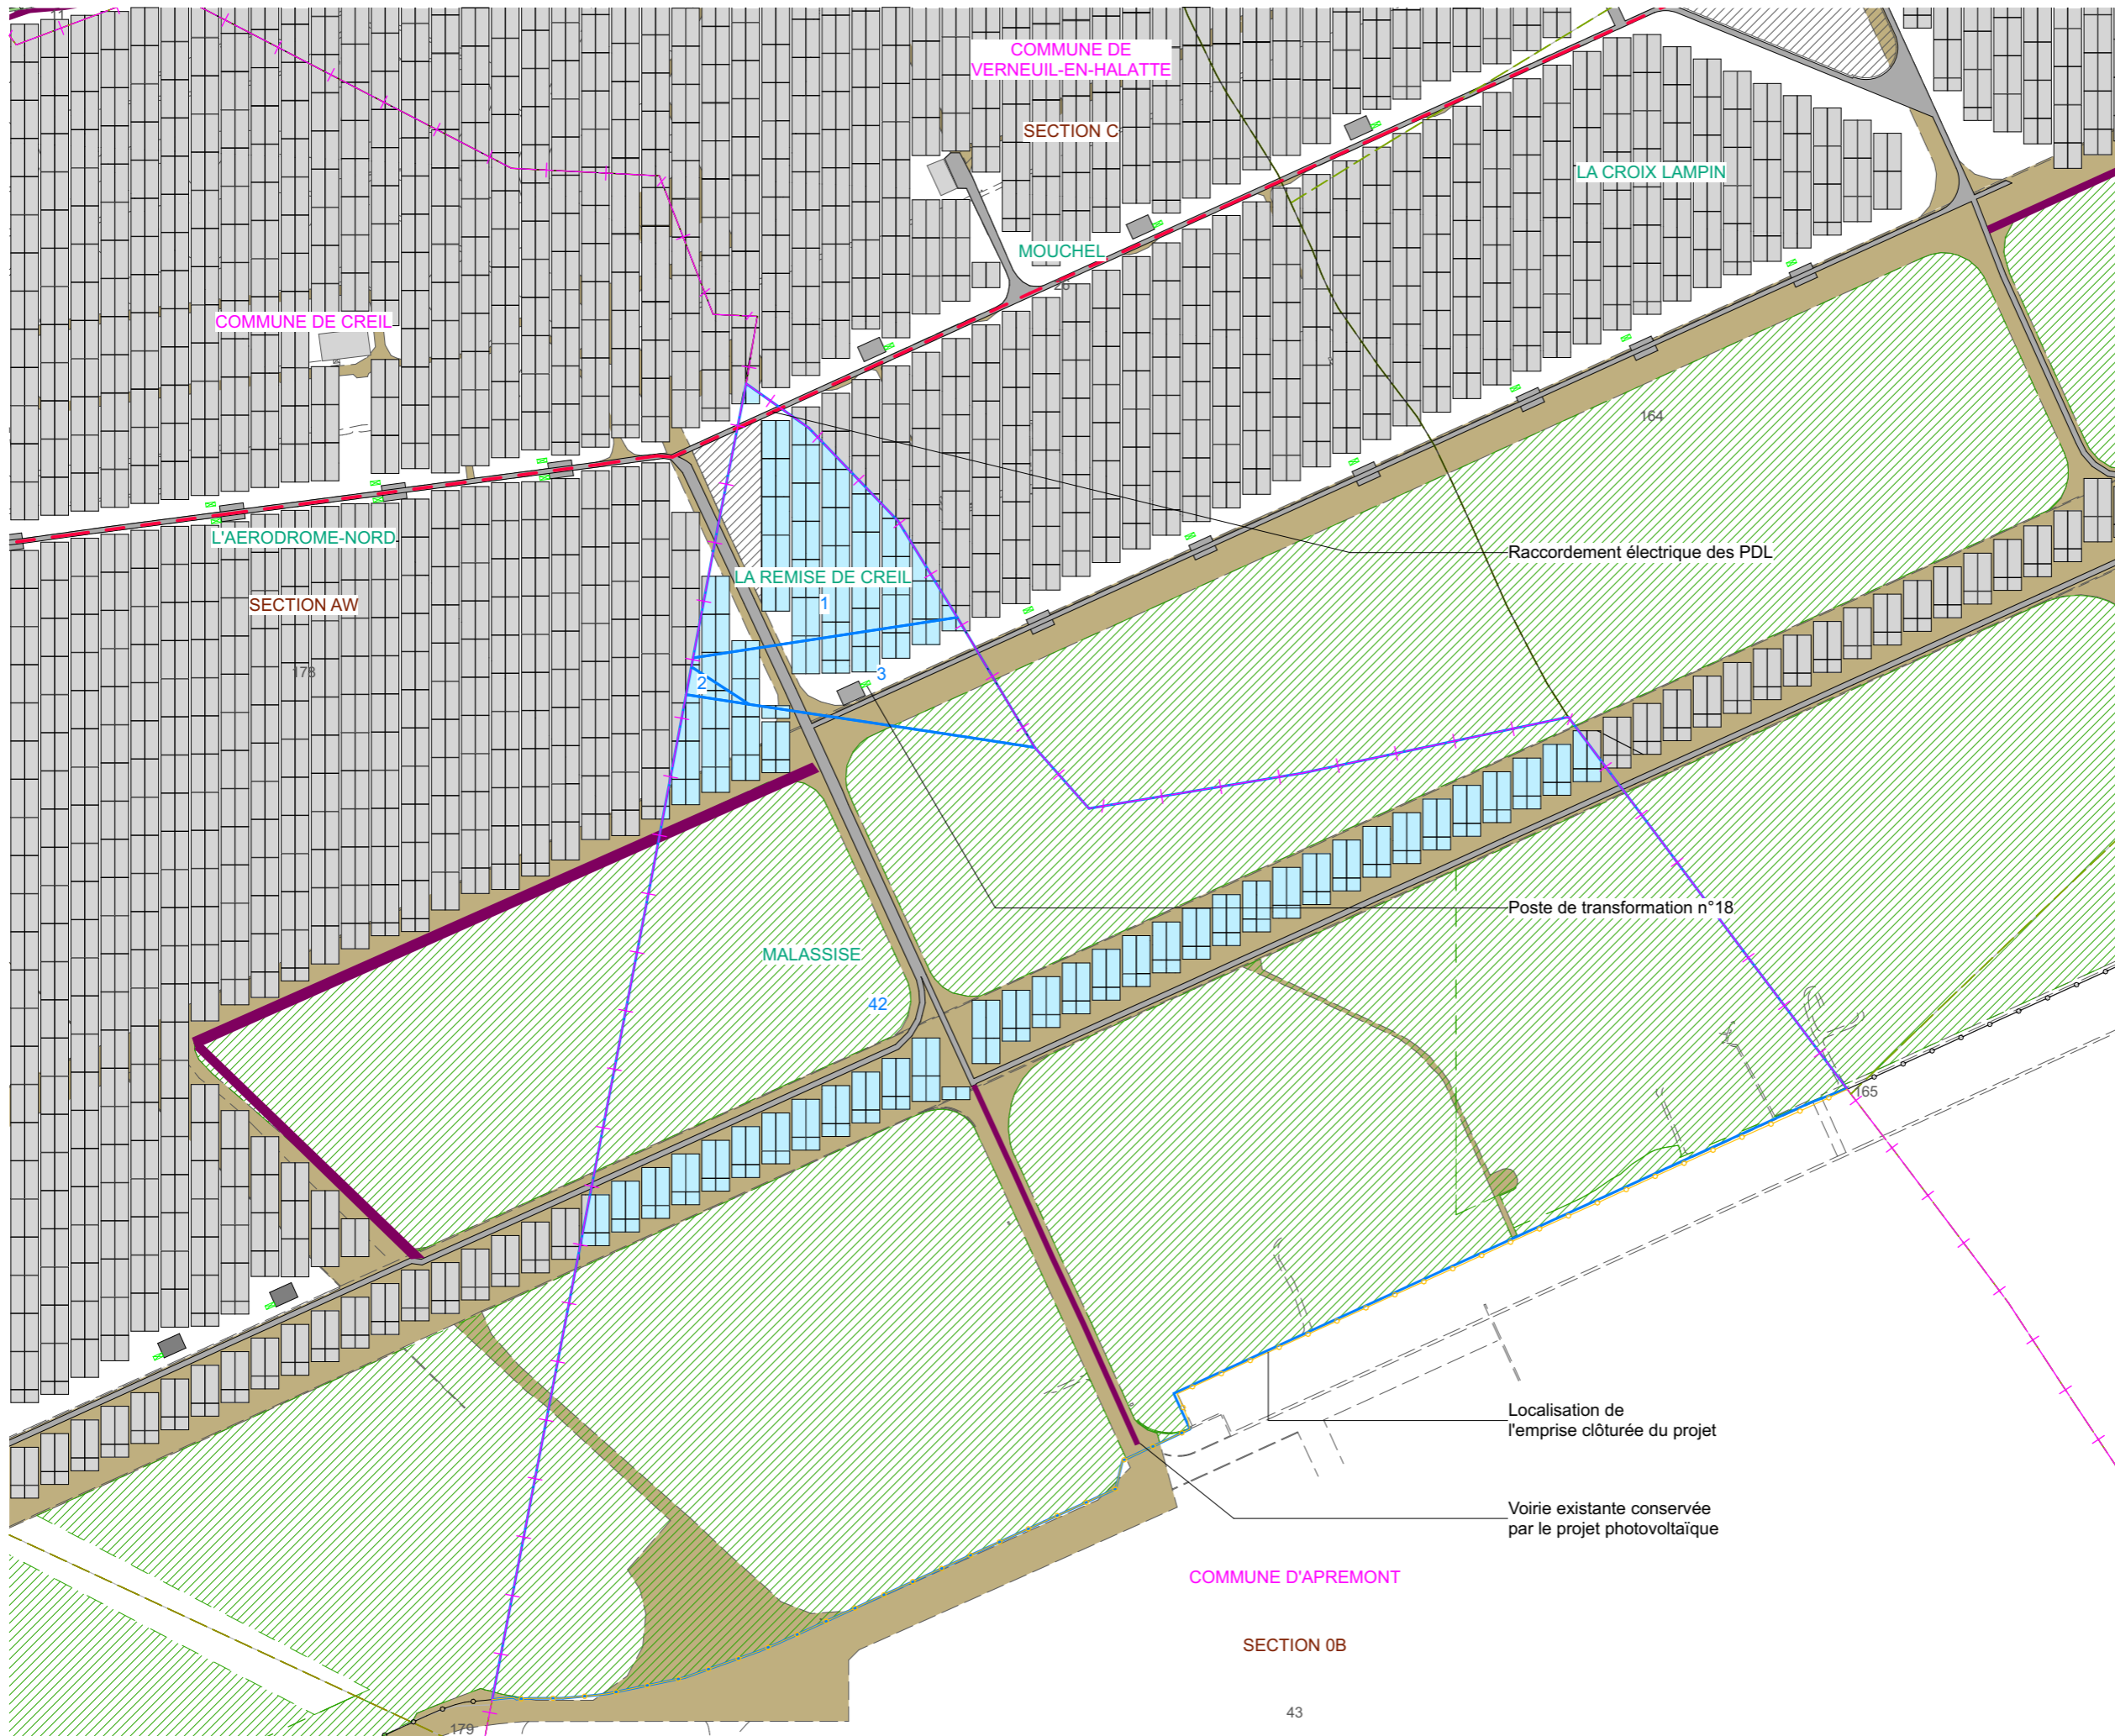 COMMUNE DE
VERNEUIL-EN-HALATTE
SECTION C
LA CROIX LAMPIN
MOUCHEL
COMMUNE DE CREIL
164
L'AERODROME-NORD
Raccordement électrique des PDL
LA REMISE DE CREIL
SECTION AW
1
178
3
2
Poste de transformation n°18
MALASSISE
42
165
Localisation de
l'emprise clôturée du projet
Voirie existante conservée
par le projet photovoltaïque
COMMUNE D'APREMONT
SECTION 0B
43
179